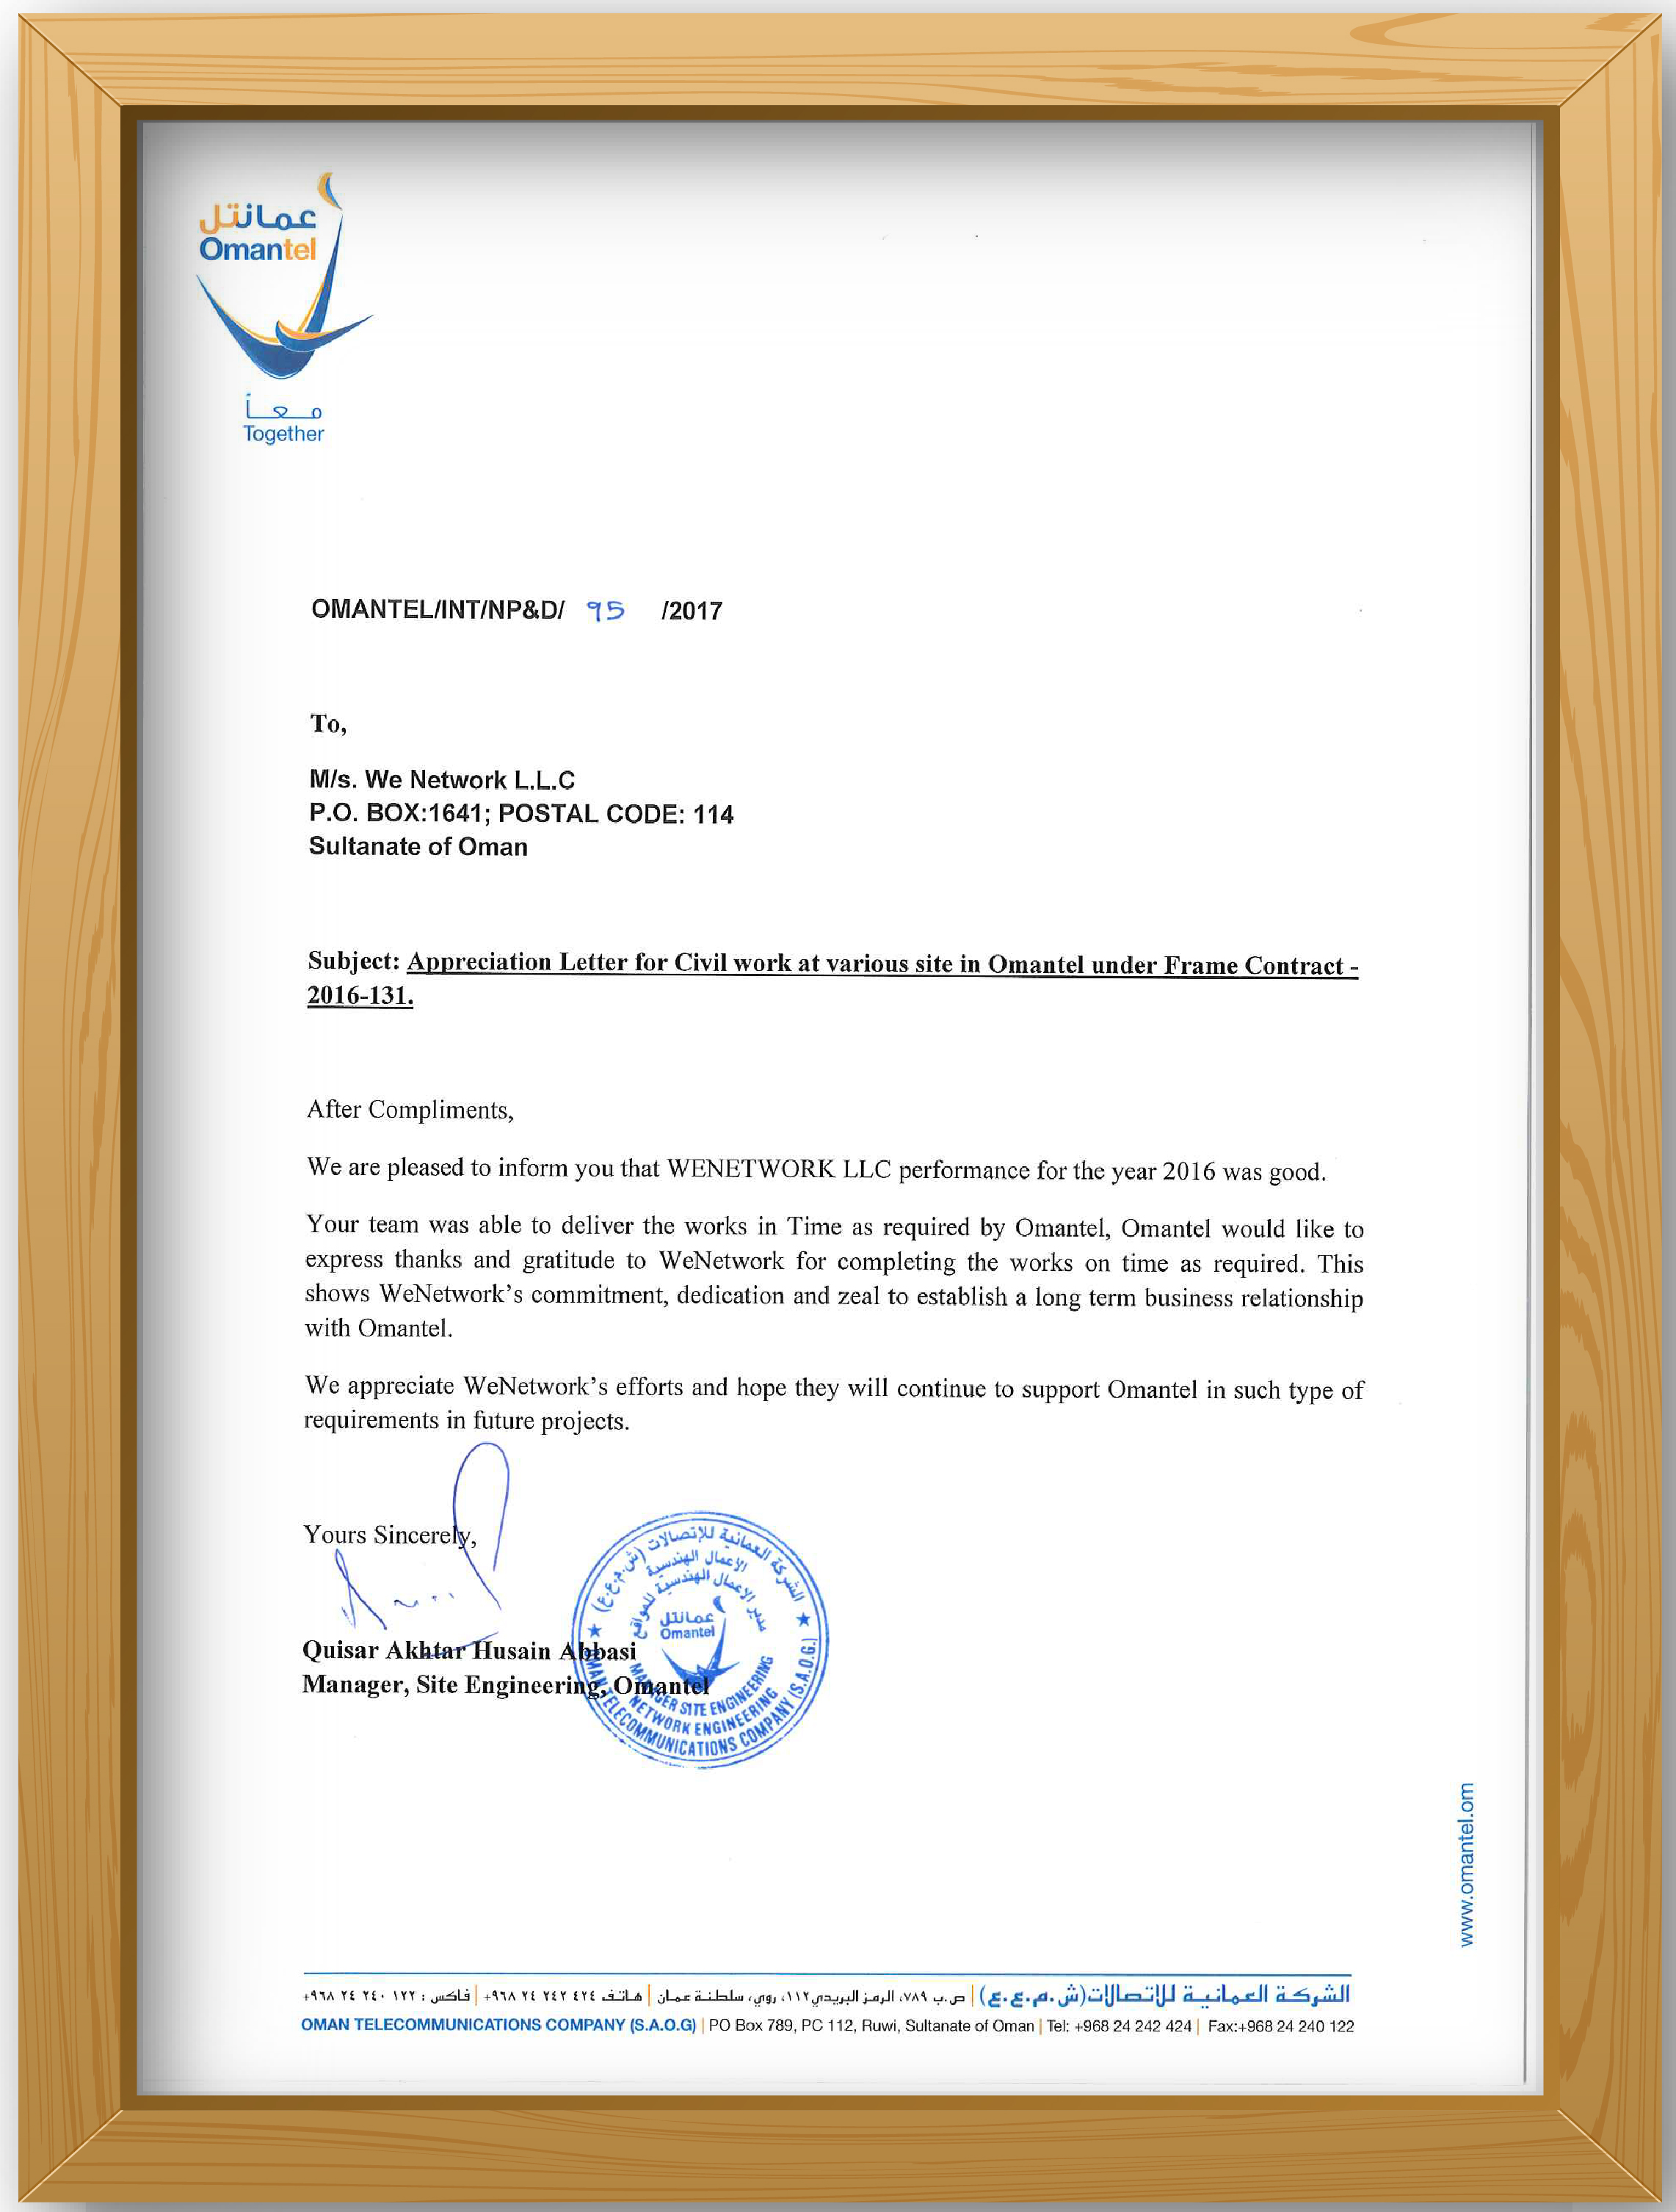 عمانتل
Omantel
معاً
Together
OMANTEL/INT/NP&D/ 95 /2017
To,
M/s. We Network L.L.C
P.O. BOX:1641; POSTAL CODE: 114
Sultanate of Oman
Subject: Appreciation Letter for Civil work at various site in Omantel under Frame Contract -
2016-131.
After Compliments,
We are pleased to inform you that WENETWORK LLC performance for the year 2016 was good.
Your team was able to deliver the works in Time as required by Omantel, Omantel would like to
express thanks and gratitude to WeNetwork for completing the works on time as required. This
shows WeNetwork's commitment, dedication and zeal to establish a long term business relationship
with Omantel.
We appreciate WeNetwork's efforts and hope they will continue to support Omantel in such type of
requirements in future projects.
Yours Sincerely,
Quisar Akhtar Husain Abbasi
Manager, Site Engineering, Omantel
الشركة العمانية للإتصالات (ش.م.ع.ع)
الاعمال الهندسية
مدير الاعمال الهندسية للمواقع
عمانتل
Omantel
MANAGER SITE ENGINEERING
NETWORK ENGINEERING
OMAN TELECOMMUNICATIONS COMPANY (S.A.O.G.)
www.omantel.om
الشركة العمانية للإتصالات(ش.م.ع.ع) | ص.ب ٧٨٩، الرمز البريدي ١١٢، روي، سلطنة عمان | هاتف ٤٢٤ ٢٤٢ ٢٤ ٩٦٨+ | فاكس : ١٢٢ ٢٤٠ ٢٤ ٩٦٨+
OMAN TELECOMMUNICATIONS COMPANY (S.A.O.G) | PO Box 789, PC 112, Ruwi, Sultanate of Oman | Tel: +968 24 242 424 | Fax:+968 24 240 122